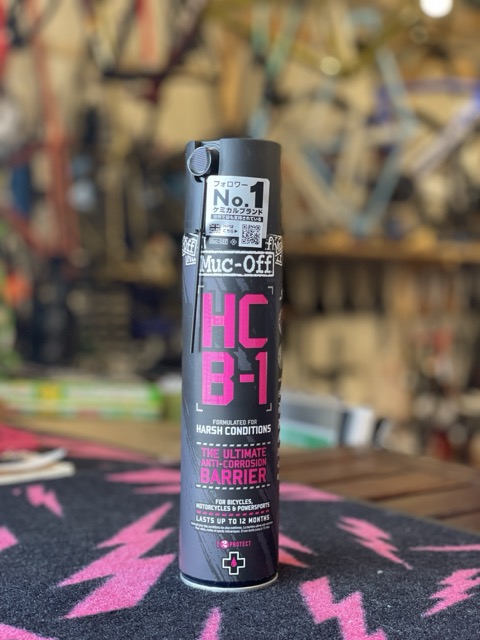 フォロワー
No.1
ケミカルブランド
Muc-Off
HC
B-1
FORMULATED FOR
HARSH CONDITIONS
THE ULTIMATE
ANTI-CORROSION
BARRIER
FOR BICYCLES,
MOTORCYCLES & POWERSPORTS
LASTS UP TO 12 MONTHS
PROTECT